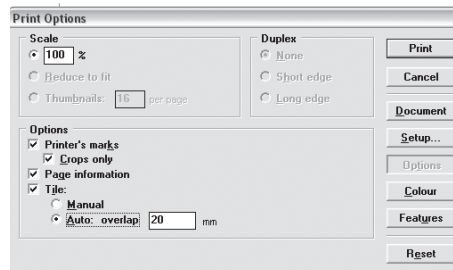 Print Options
Scale
100 %
Reduce to fit
Thumbnails: 16 per page
Duplex
None
Short edge
Long edge
Options
Printer's marks
Crops only
Page information
Tile:
Manual
Auto: overlap 20 mm
Print
Cancel
Document
Setup...
Options
Colour
Features
Reset